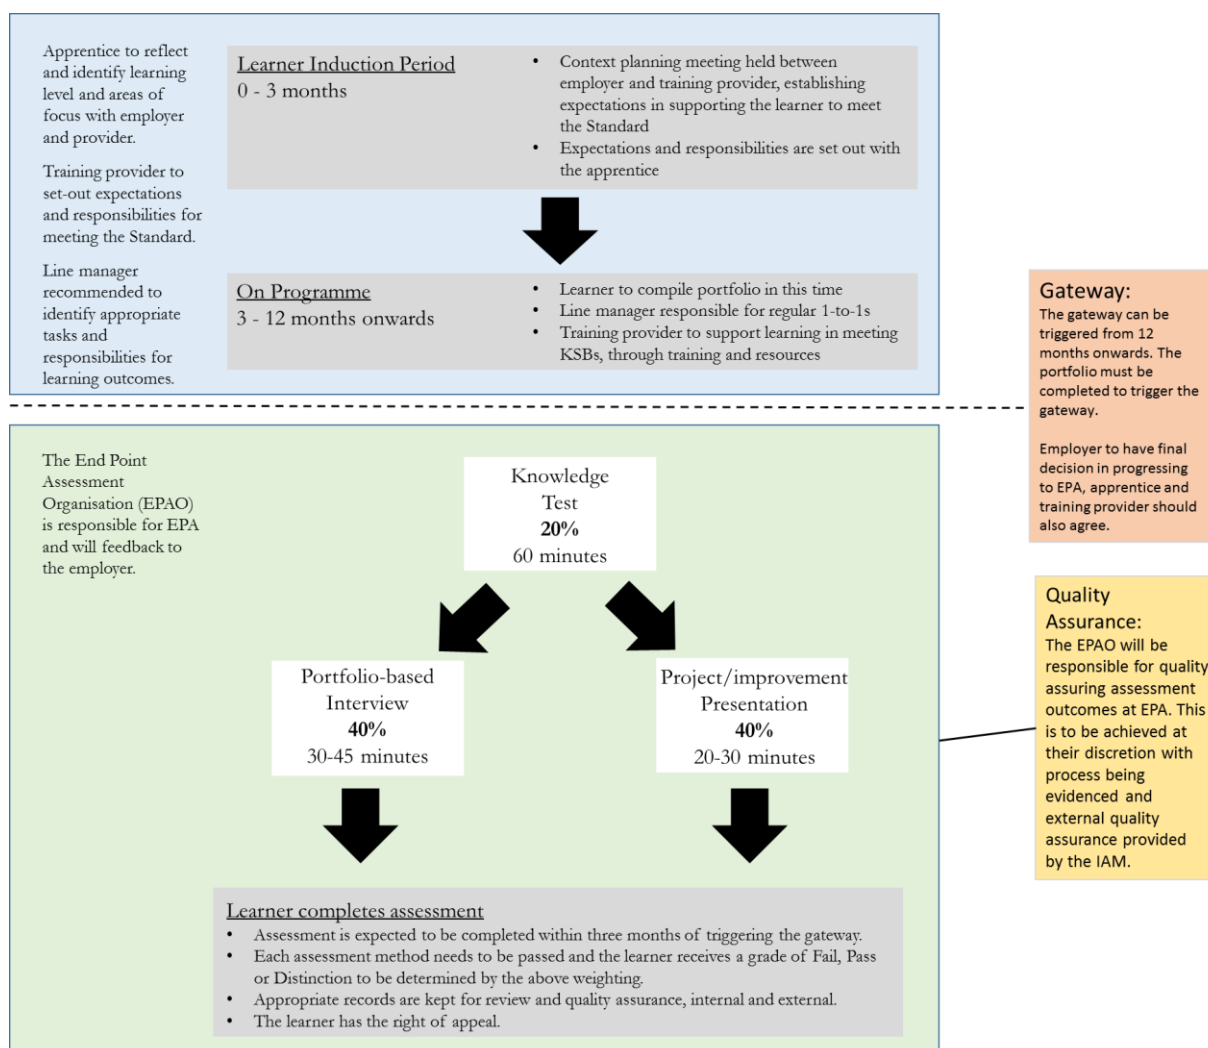 Apprentice to reflect
and identify learning
level and areas of
focus with employer
and provider.
Training provider to
set-out expectations
and responsibilities for
meeting the Standard.
Line manager
recommended to
identify appropriate
tasks and
responsibilities for
learning outcomes.
Learner Induction Period
0 - 3 months
• Context planning meeting held between
employer and training provider, establishing
expectations in supporting the learner to meet
the Standard
• Expectations and responsibilities are set out with
the apprentice
On Programme
3 - 12 months onwards
• Learner to compile portfolio in this time
• Line manager responsible for regular 1-to-1s
• Training provider to support learning in meeting
KSBs, through training and resources
Gateway:
The gateway can be
triggered from 12
months onwards. The
portfolio must be
completed to trigger the
gateway.
Employer to have final
decision in progressing
to EPA, apprentice and
training provider should
also agree.
The End Point
Assessment
Organisation (EPAO)
is responsible for EPA
and will feedback to
the employer.
Knowledge
Test
20%
60 minutes
Portfolio-based
Interview
40%
30-45 minutes
Project/improvement
Presentation
40%
20-30 minutes
Quality
Assurance:
The EPAO will be
responsible for quality
assuring assessment
outcomes at EPA. This
is to be achieved at
their discretion with
process being
evidenced and
external quality
assurance provided
by the IAM.
Learner completes assessment
• Assessment is expected to be completed within three months of triggering the gateway.
• Each assessment method needs to be passed and the learner receives a grade of Fail, Pass
or Distinction to be determined by the above weighting.
• Appropriate records are kept for review and quality assurance, internal and external.
• The learner has the right of appeal.